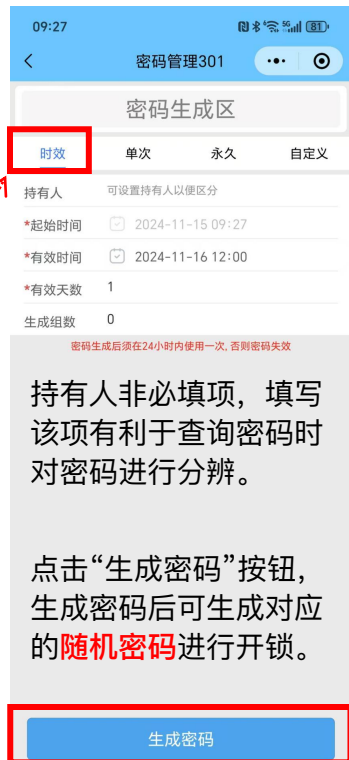 09:27 81
密码管理301
密码生成区
时效 单次 永久 自定义
持有人 可设置持有人以便区分
*起始时间 2024-11-15 09:27
*有效时间 2024-11-16 12:00
*有效天数 1
生成组数 0
密码生成后须在24小时内使用一次, 否则密码失效
持有人非必填项，填写
该项有利于查询密码时
对密码进行分辨。
点击“生成密码”按钮，
生成密码后可生成对应
的随机密码进行开锁。
生成密码